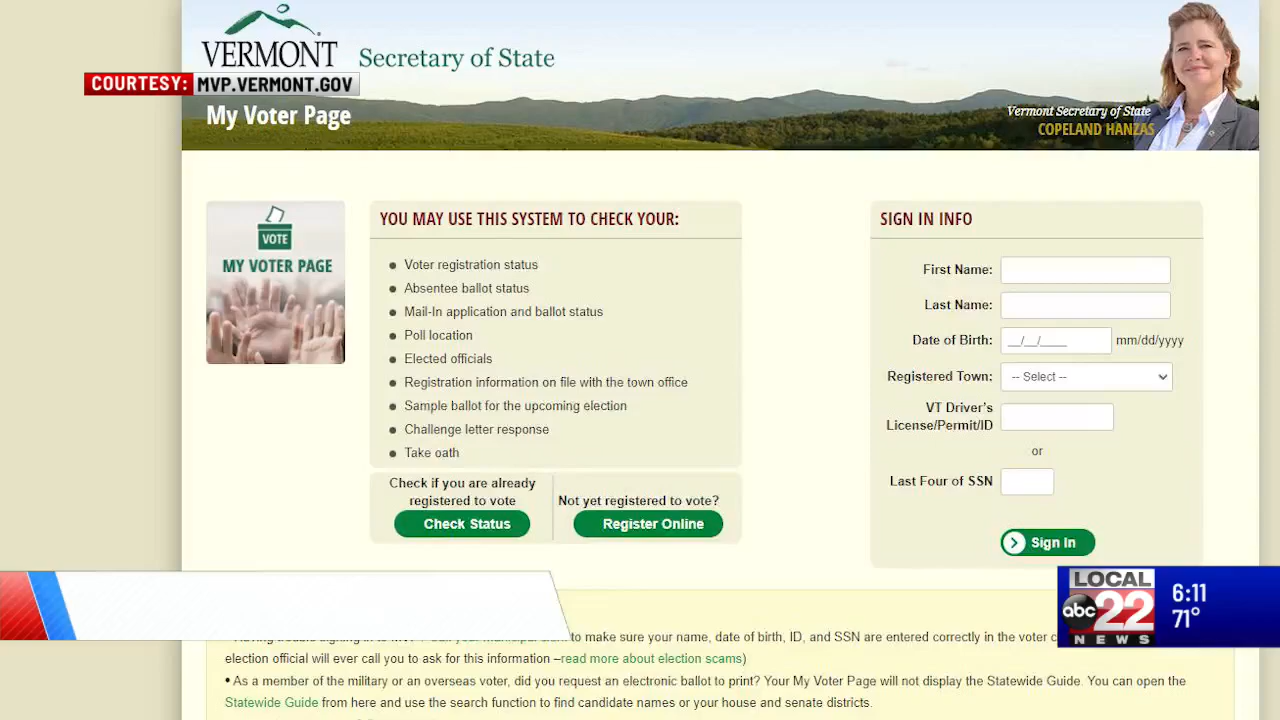 VERMONT
Secretary of State
COURTESY: MVP.VERMONT.GOV
My Voter Page
Vermont Secretary of State
COPELAND HANZAS
VOTE
MY VOTER PAGE
YOU MAY USE THIS SYSTEM TO CHECK YOUR:
Voter registration status
Absentee ballot status
Mail-In application and ballot status
Poll location
Elected officials
Registration information on file with the town office
Sample ballot for the upcoming election
Challenge letter response
Take oath
Check if you are already
registered to vote
Check Status
Not yet registered to vote?
Register Online
SIGN IN INFO
First Name:
Last Name:
Date of Birth: __/__/____ mm/dd/yyyy
Registered Town: -- Select --
VT Driver's
License/Permit/ID
or
Last Four of SSN
Sign In
LOCAL
abc 22
NEWS
6:11
71°
to make sure your name, date of birth, ID, and SSN are entered correctly in the voter
election official will ever call you to ask for this information –read more about election scams)
• As a member of the military or an overseas voter, did you request an electronic ballot to print? Your My Voter Page will not display the Statewide Guide. You can open the
Statewide Guide from here and use the search function to find candidate names or your house and senate districts.